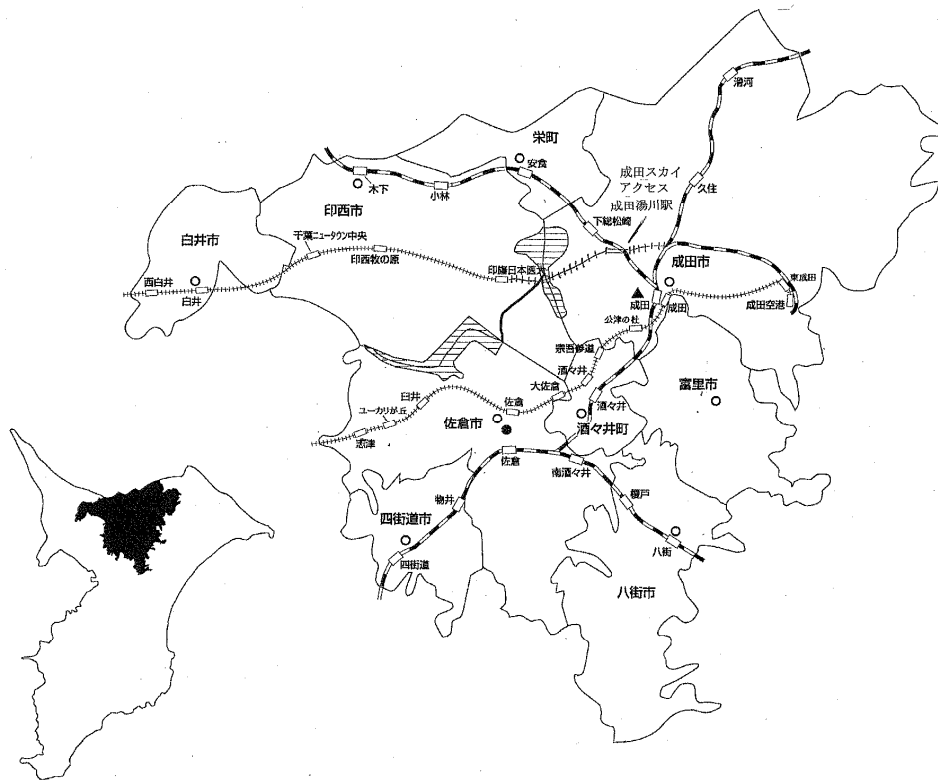 滑河
栄町
安食
成田スカイ
アクセス
成田湯川駅
木下
小林
久住
印西市
下総松崎
白井市
千葉ニュータウン中央
印西牧の原
印旛日本医大
成田市
西白井
白井
東成田
成田空港
成田
成田
公津の杜
宗吾参道
酒々井
大佐倉
富里市
臼井
佐倉
酒々井
ユーカリが丘
佐倉市
酒々井町
志津
佐倉
南酒々井
榎戸
物井
四街道市
八街
四街道
八街市